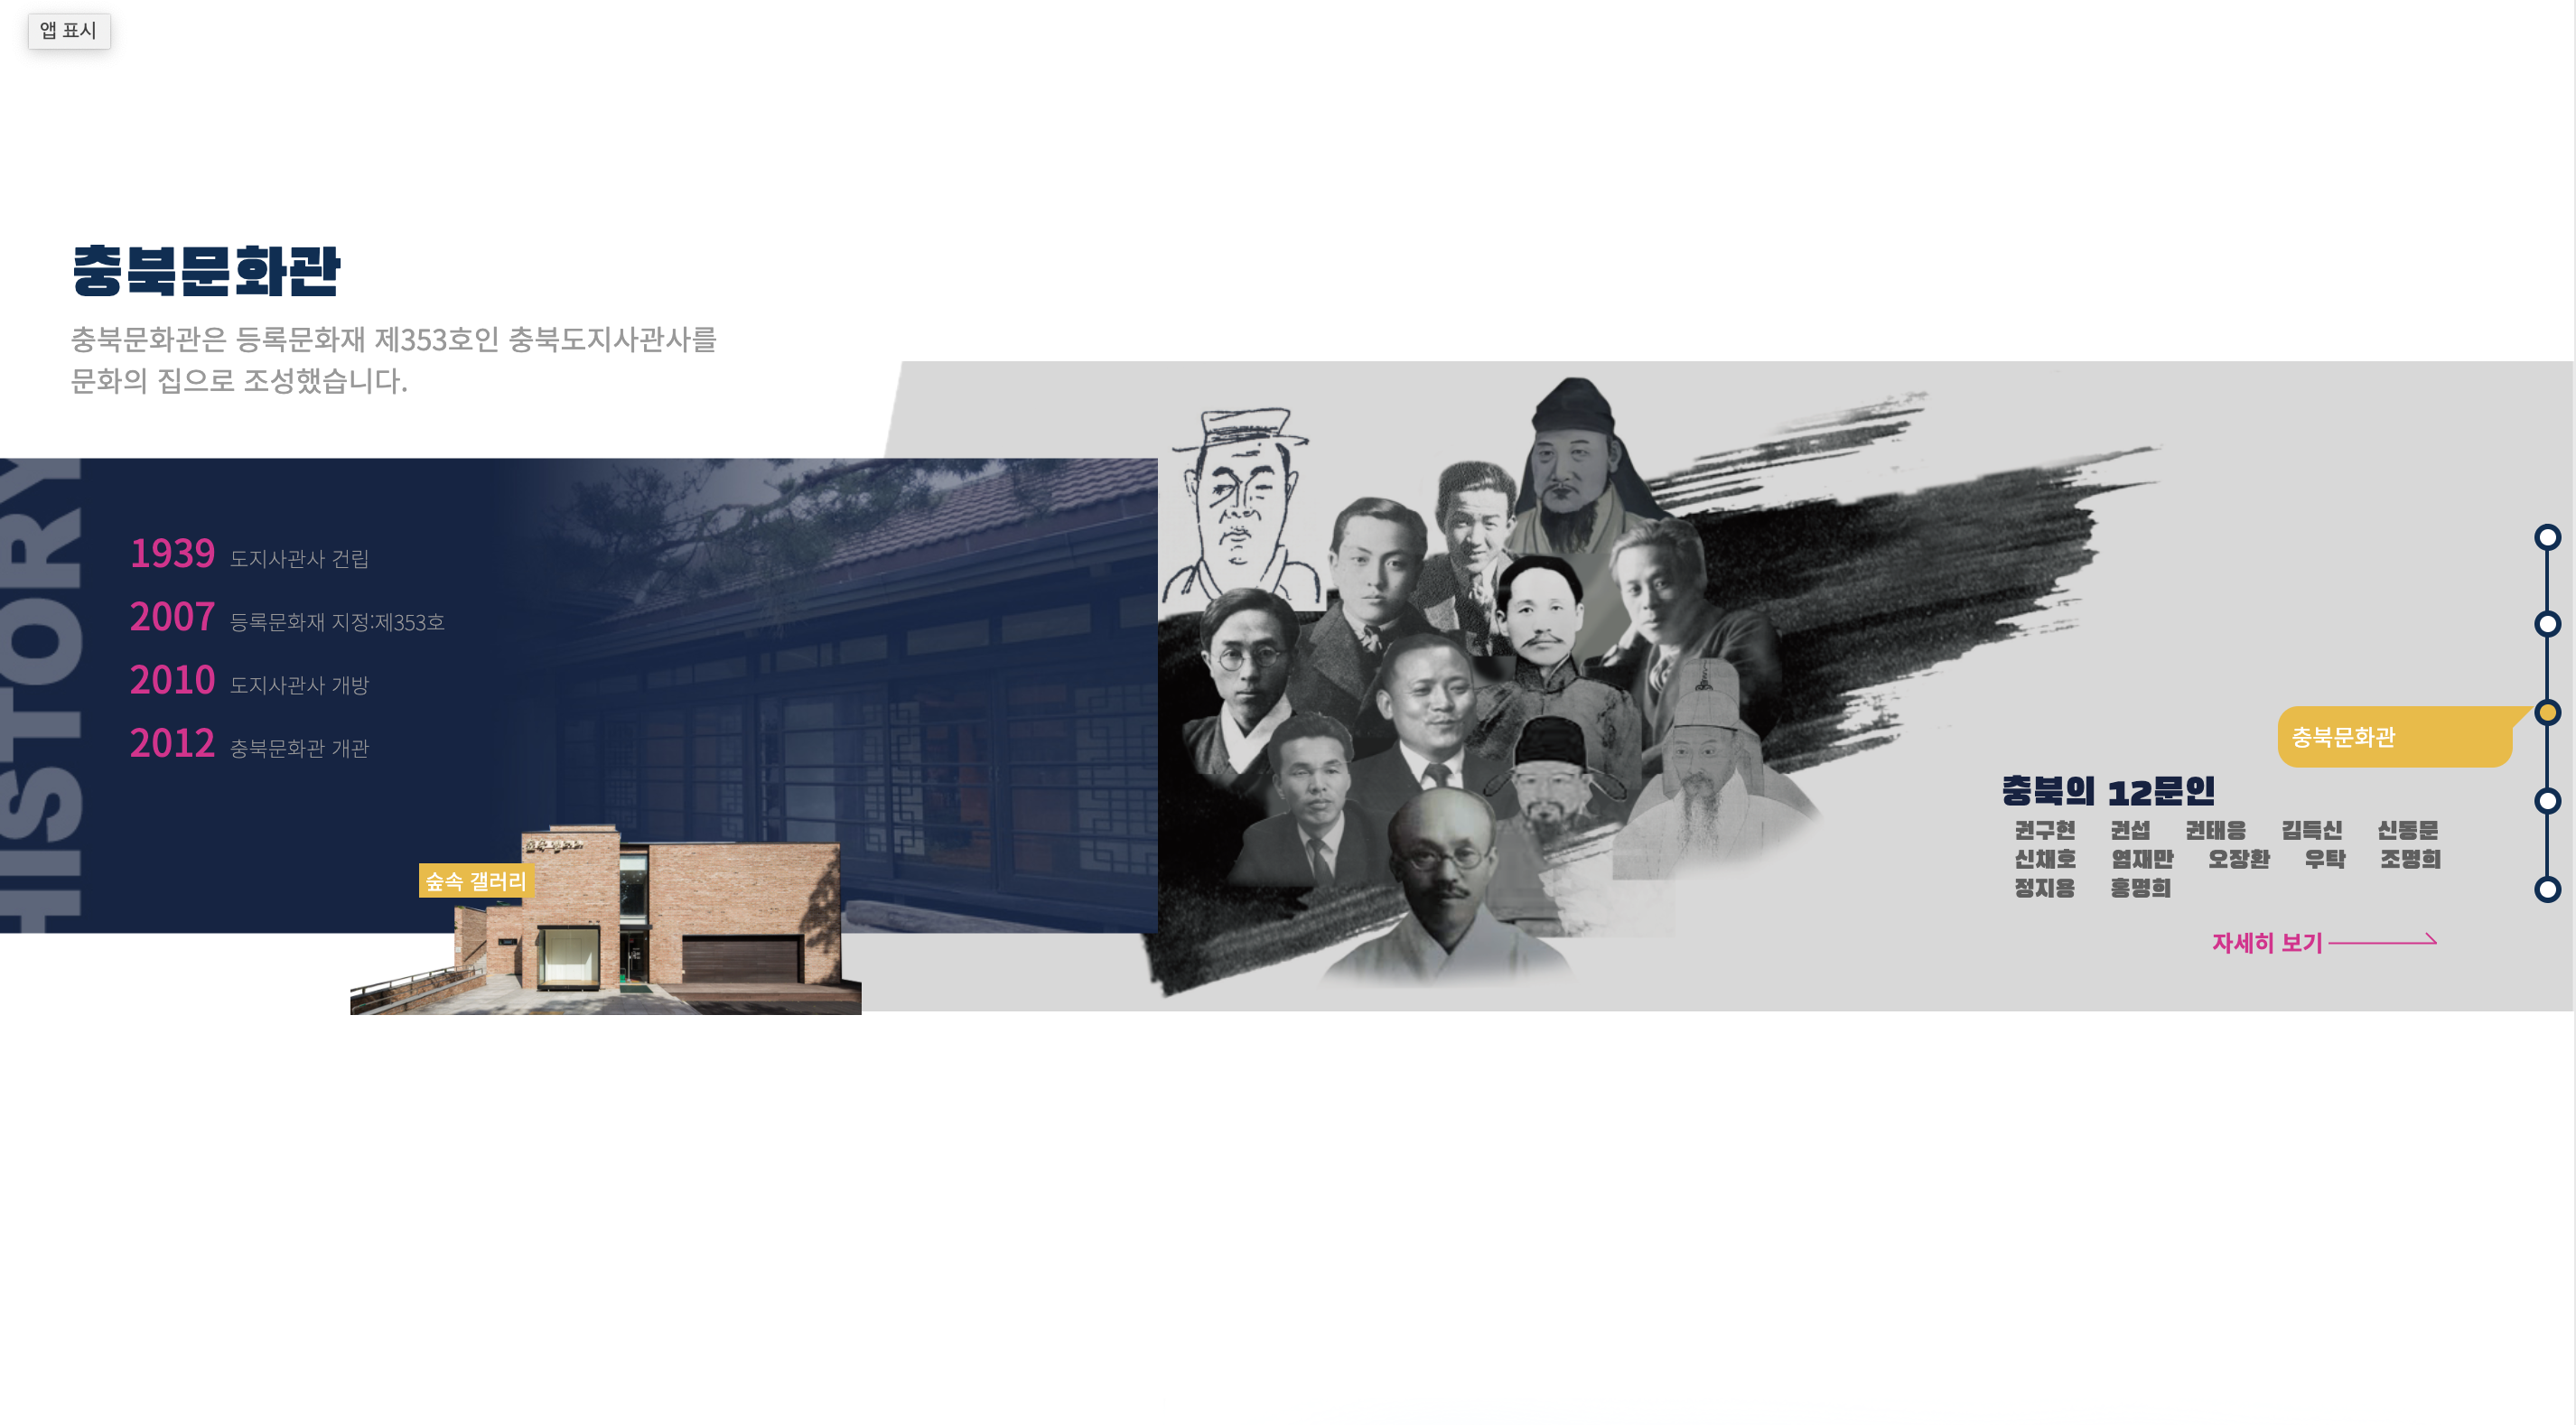 앱 표시
충북문화관
충북문화관은 등록문화재 제353호인 충북도지사관사를
문화의 집으로 조성했습니다.
HISTORY
1939 도지사관사 건립
2007 등록문화재 지정:제353호
2010 도지사관사 개방
2012 충북문화관 개관
숲속 갤러리
충북문화관
충북의 12문인
권구현 권섭 권태응 김득신 신동문
신채호 염재만 오장환 우탁 조명희
정지용 홍명희
자세히 보기